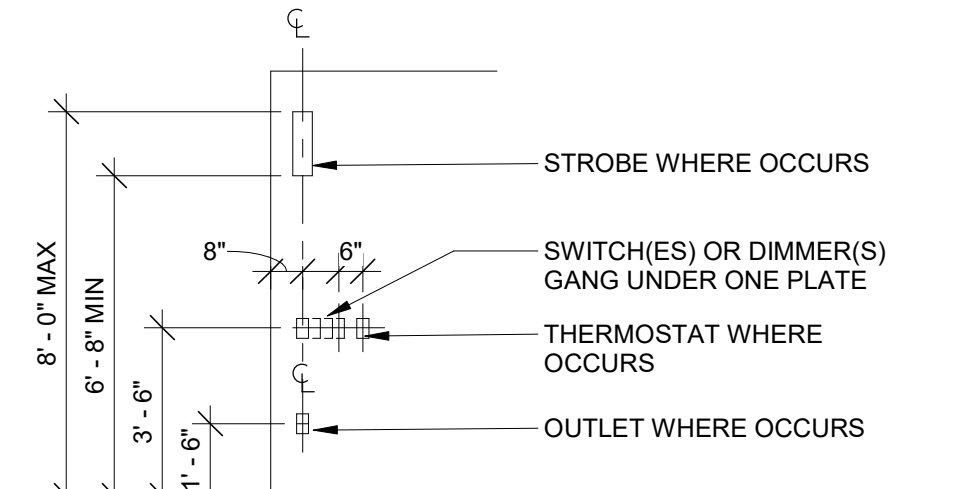 ℄
STROBE WHERE OCCURS
8"
6"
SWITCH(ES) OR DIMMER(S)
GANG UNDER ONE PLATE
THERMOSTAT WHERE
OCCURS
℄
OUTLET WHERE OCCURS
8' - 0" MAX
6' - 8" MIN
3' - 6"
1' - 6"